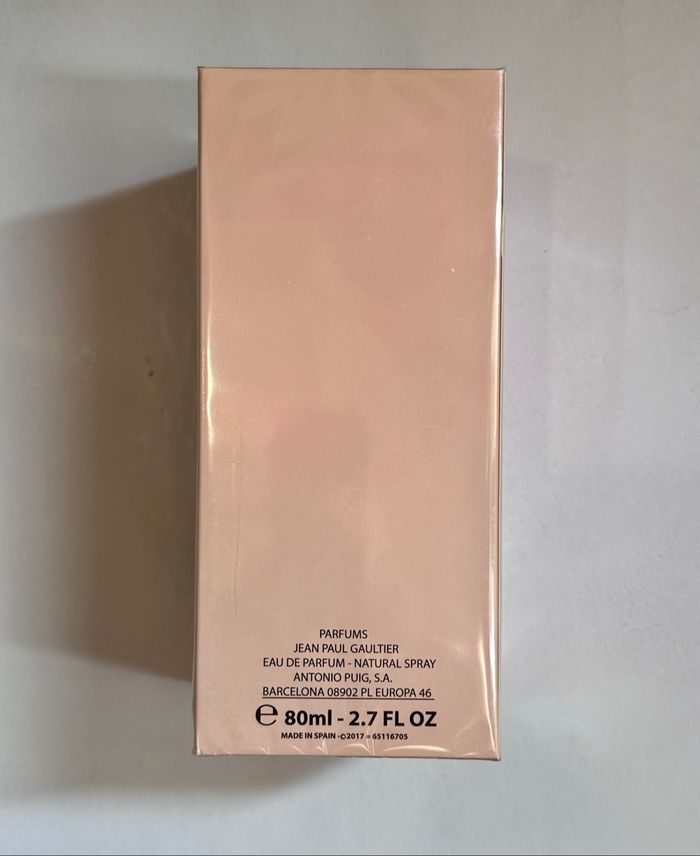 PARFUMS
JEAN PAUL GAULTIER
EAU DE PARFUM - NATURAL SPRAY
ANTONIO PUIG, S.A.
BARCELONA 08902 PL EUROPA 46
℮ 80ml - 2.7 FL OZ
MADE IN SPAIN -©2017 = 65116705